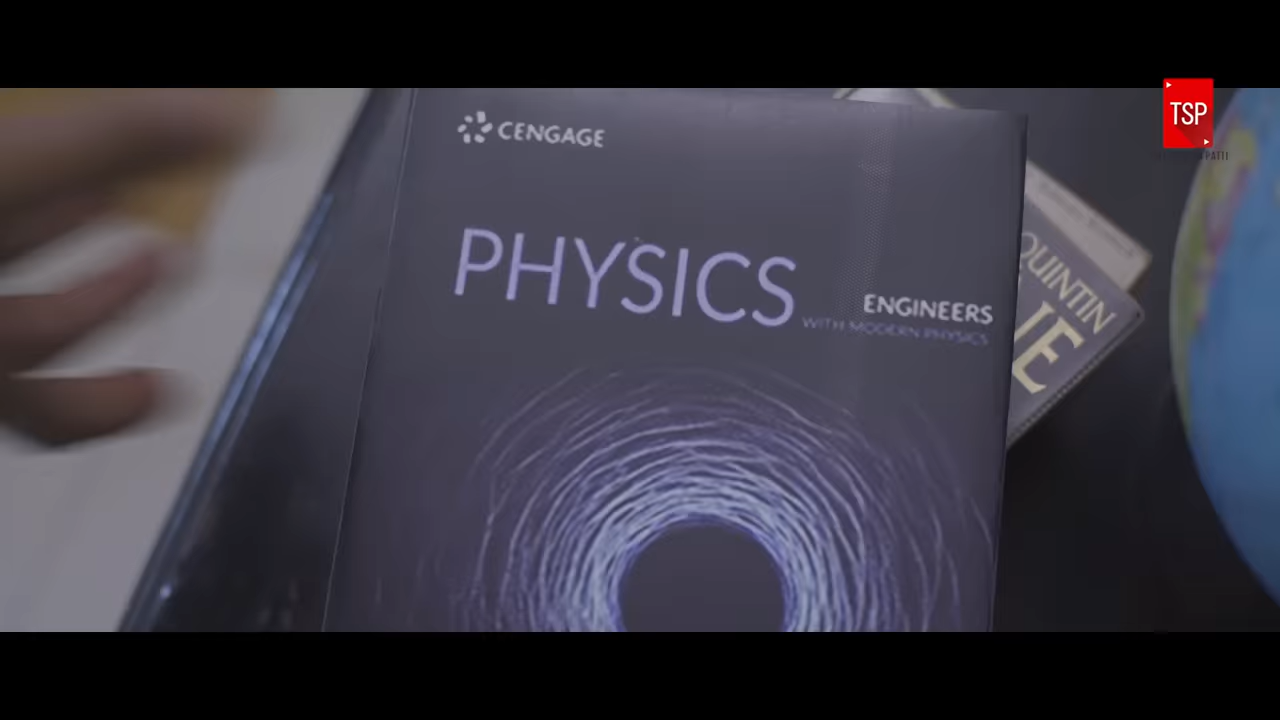 CENGAGE
PHYSICS
ENGINEERS
WITH MODERN PHYSICS
QUINTIN
TSP